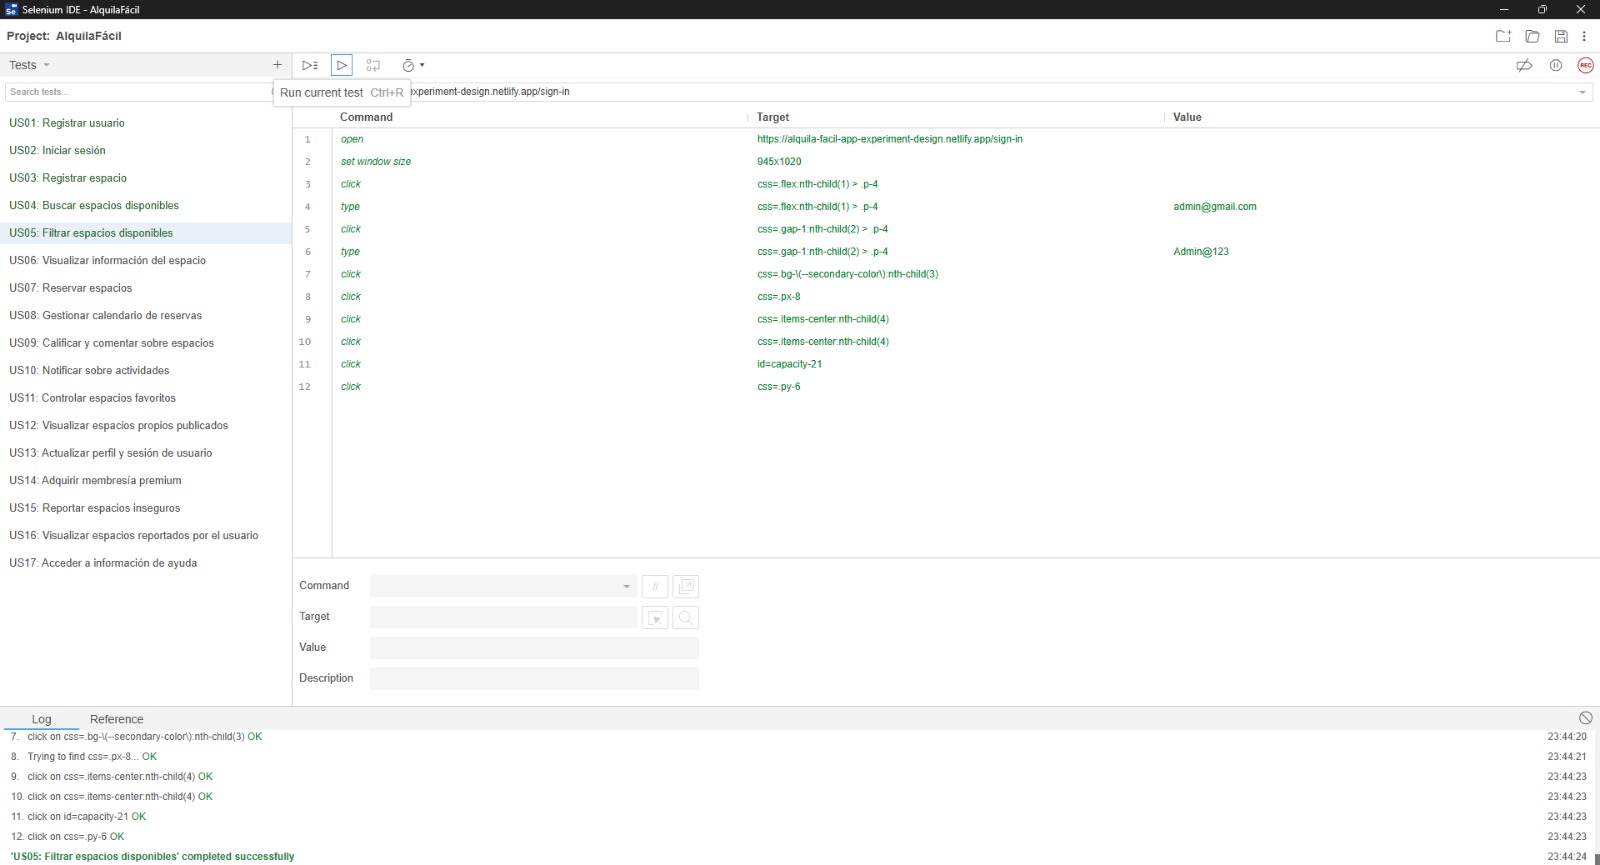 Selenium IDE - AlquilaFácil
Project: AlquilaFácil
Tests
Search tests...
Run current test Ctrl+R
xperiment-design.netlify.app/sign-in
REC
US01: Registrar usuario
US02: Iniciar sesión
US03: Registrar espacio
US04: Buscar espacios disponibles
US05: Filtrar espacios disponibles
US06: Visualizar información del espacio
US07: Reservar espacios
US08: Gestionar calendario de reservas
US09: Calificar y comentar sobre espacios
US10: Notificar sobre actividades
US11: Controlar espacios favoritos
US12: Visualizar espacios propios publicados
US13: Actualizar perfil y sesión de usuario
US14: Adquirir membresía premium
US15: Reportar espacios inseguros
US16: Visualizar espacios reportados por el usuario
US17: Acceder a información de ayuda
Command Target Value
1 open https://alquila-facil-app-experiment-design.netlify.app/sign-in
2 set window size 945x1020
3 click css=.flex:nth-child(1) > .p-4
4 type css=.flex:nth-child(1) > .p-4 admin@gmail.com
5 click css=.gap-1:nth-child(2) > .p-4
6 type css=.gap-1:nth-child(2) > .p-4 Admin@123
7 click css=.bg-\(--secondary-color\):nth-child(3)
8 click css=.px-8
9 click css=.items-center:nth-child(4)
10 click css=.items-center:nth-child(4)
11 click id=capacity-21
12 click css=.py-6
Command //
Target
Value
Description
Log Reference
7. click on css=.bg-\(--secondary-color\):nth-child(3) OK 23:44:20
8. Trying to find css=.px-8... OK 23:44:21
9. click on css=.items-center:nth-child(4) OK 23:44:23
10. click on css=.items-center:nth-child(4) OK 23:44:23
11. click on id=capacity-21 OK 23:44:23
12. click on css=.py-6 OK 23:44:23
'US05: Filtrar espacios disponibles' completed successfully 23:44:24